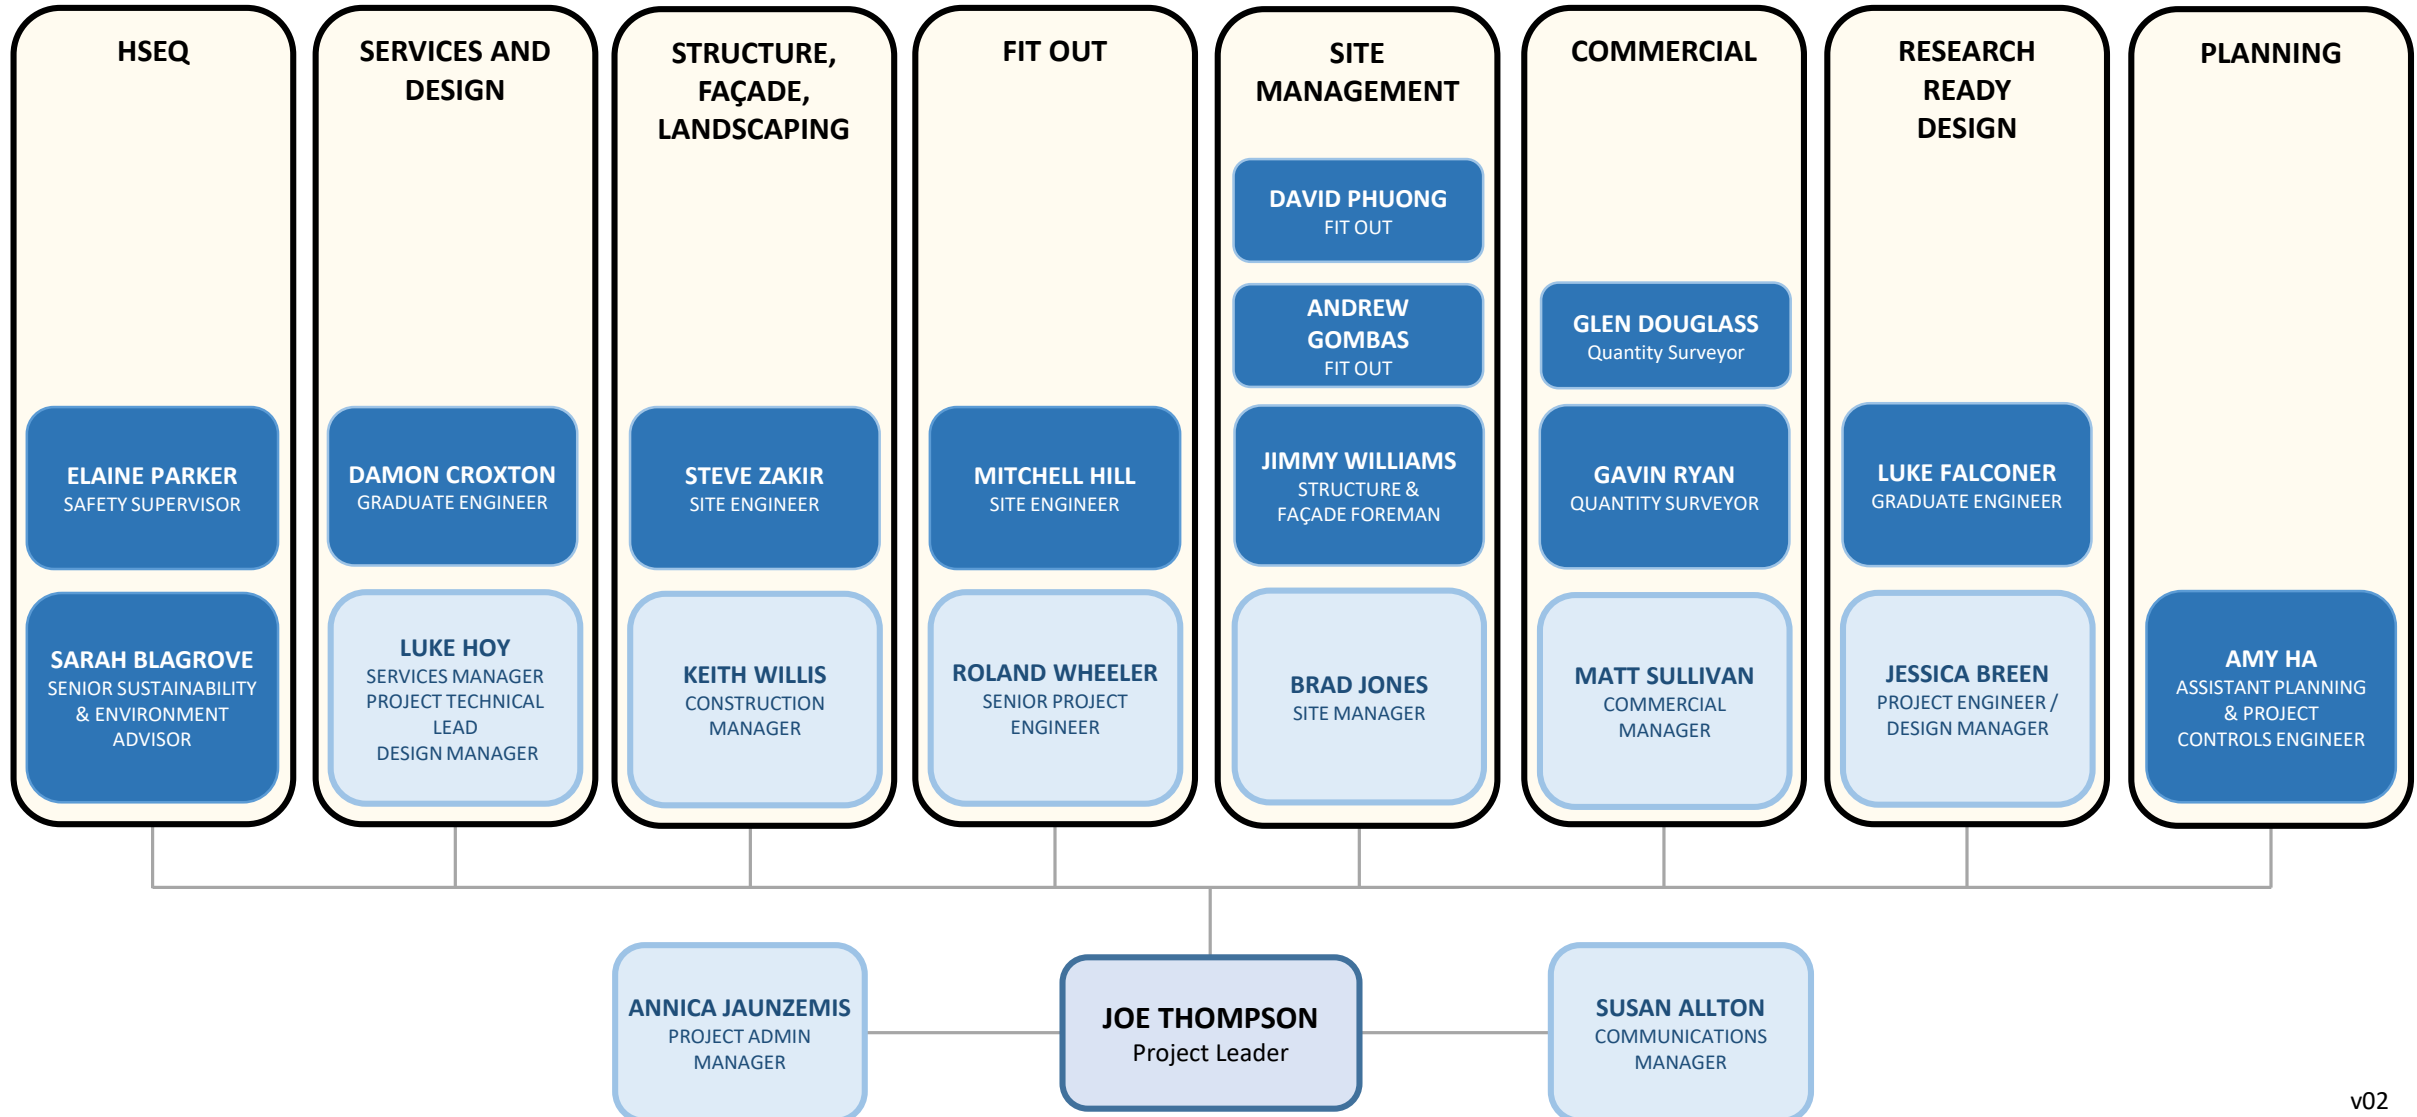 HSEQ
ELAINE PARKER
SAFETY SUPERVISOR
SARAH BLAGROVE
SENIOR SUSTAINABILITY
& ENVIRONMENT
ADVISOR
SERVICES AND
DESIGN
DAMON CROXTON
GRADUATE ENGINEER
LUKE HOY
SERVICES MANAGER
PROJECT TECHNICAL
LEAD
DESIGN MANAGER
STRUCTURE,
FAÇADE,
LANDSCAPING
STEVE ZAKIR
SITE ENGINEER
KEITH WILLIS
CONSTRUCTION
MANAGER
FIT OUT
MITCHELL HILL
SITE ENGINEER
ROLAND WHEELER
SENIOR PROJECT
ENGINEER
SITE
MANAGEMENT
DAVID PHUONG
FIT OUT
ANDREW
GOMBAS
FIT OUT
JIMMY WILLIAMS
STRUCTURE &
FAÇADE FOREMAN
BRAD JONES
SITE MANAGER
COMMERCIAL
GLEN DOUGLASS
Quantity Surveyor
GAVIN RYAN
QUANTITY SURVEYOR
MATT SULLIVAN
COMMERCIAL
MANAGER
RESEARCH
READY
DESIGN
LUKE FALCONER
GRADUATE ENGINEER
JESSICA BREEN
PROJECT ENGINEER /
DESIGN MANAGER
PLANNING
AMY HA
ASSISTANT PLANNING
& PROJECT
CONTROLS ENGINEER
ANNICA JAUNZEMIS
PROJECT ADMIN
MANAGER
JOE THOMPSON
Project Leader
SUSAN ALLTON
COMMUNICATIONS
MANAGER
v02